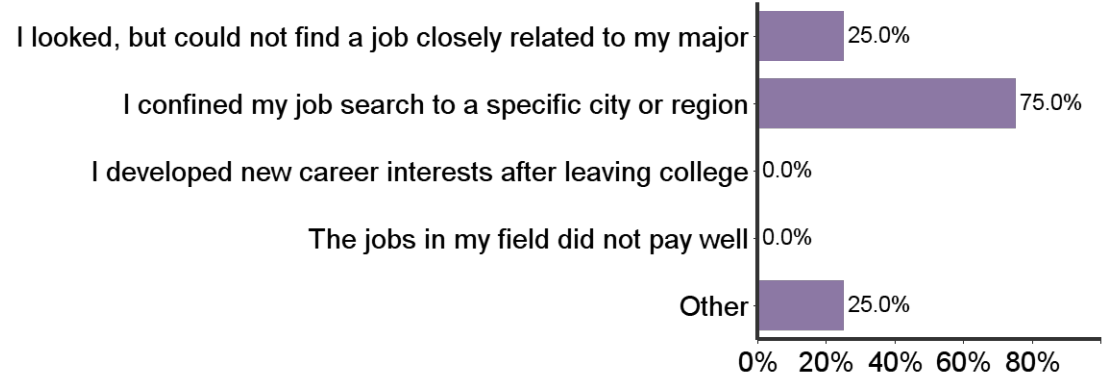 I looked, but could not find a job closely related to my major 25.0%
I confined my job search to a specific city or region 75.0%
I developed new career interests after leaving college 0.0%
The jobs in my field did not pay well 0.0%
Other 25.0%
0% 20% 40% 60% 80%